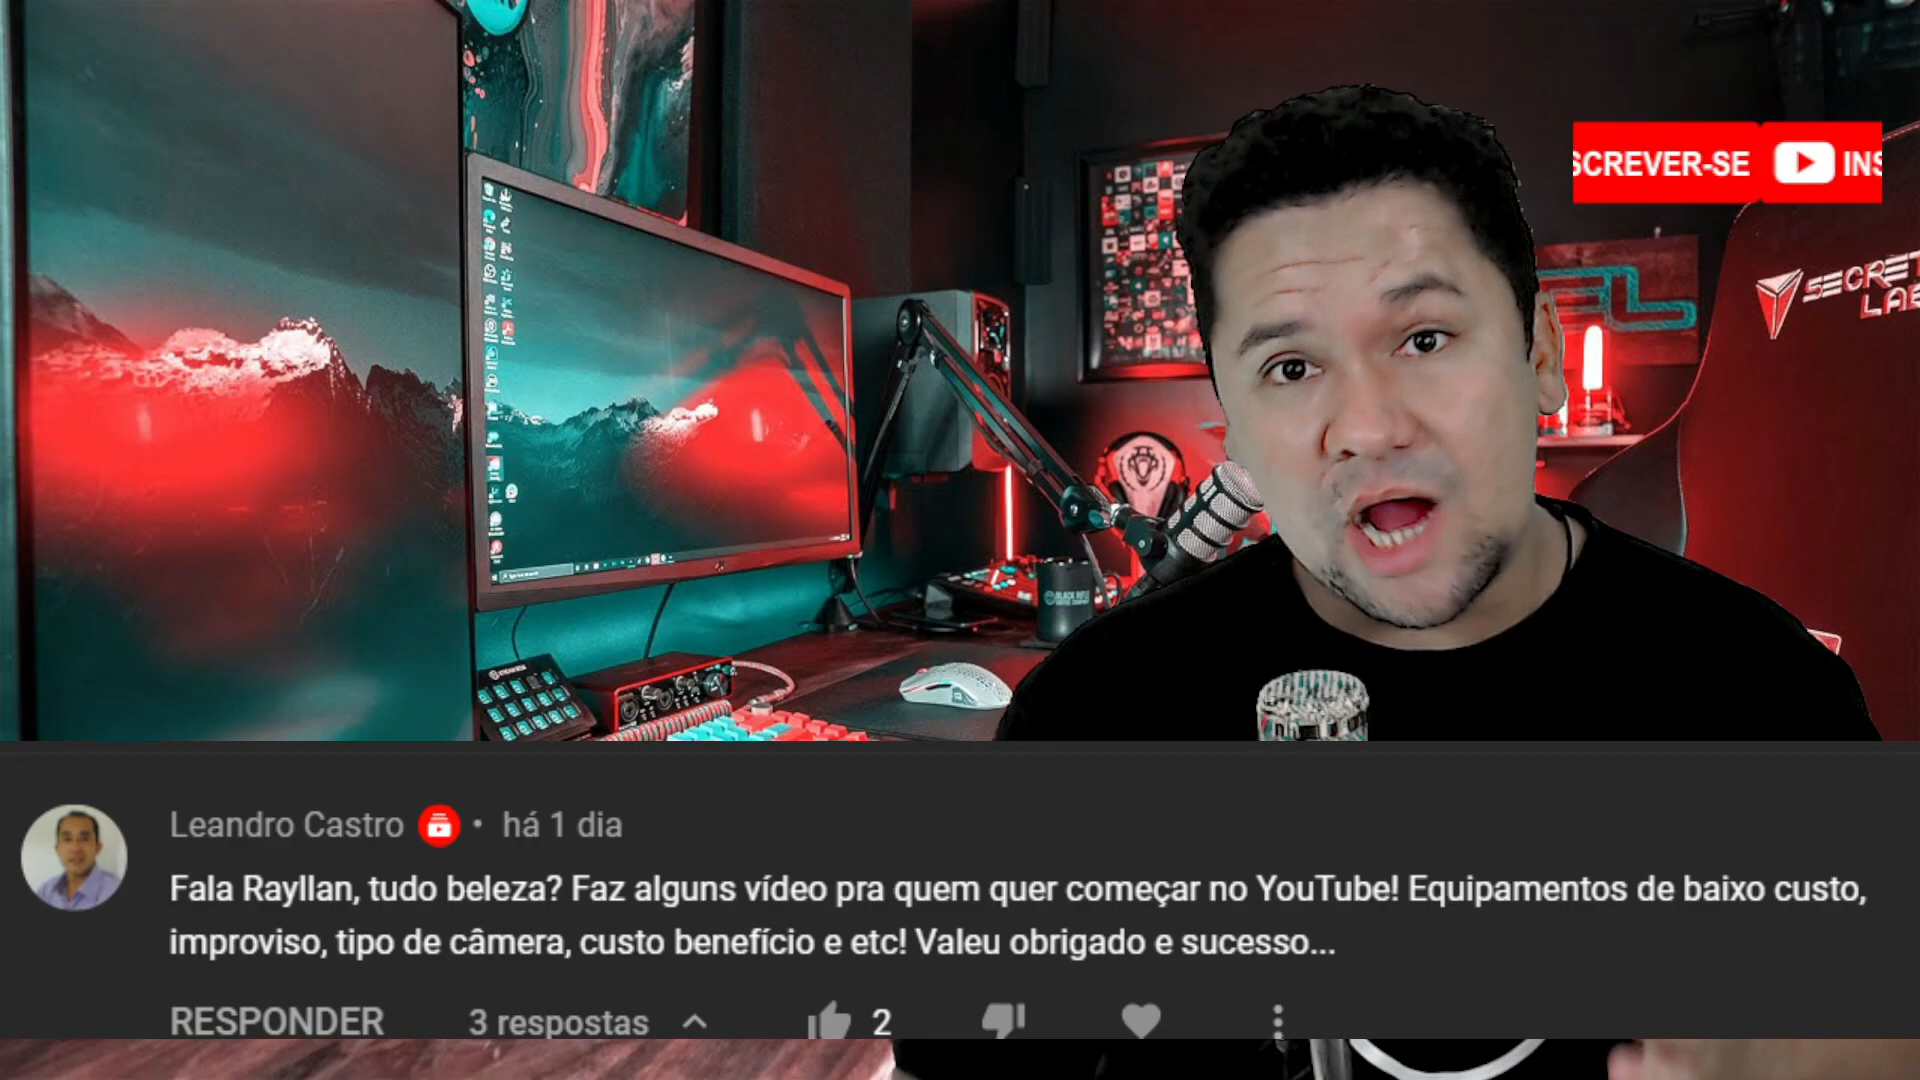 SCREVER-SE INS
SECRET
LAB
BLACK RIFLE
Leandro Castro • há 1 dia
Fala Rayllan, tudo beleza? Faz alguns vídeo pra quem quer começar no YouTube! Equipamentos de baixo custo,
improviso, tipo de câmera, custo benefício e etc! Valeu obrigado e sucesso...
RESPONDER 3 respostas 2